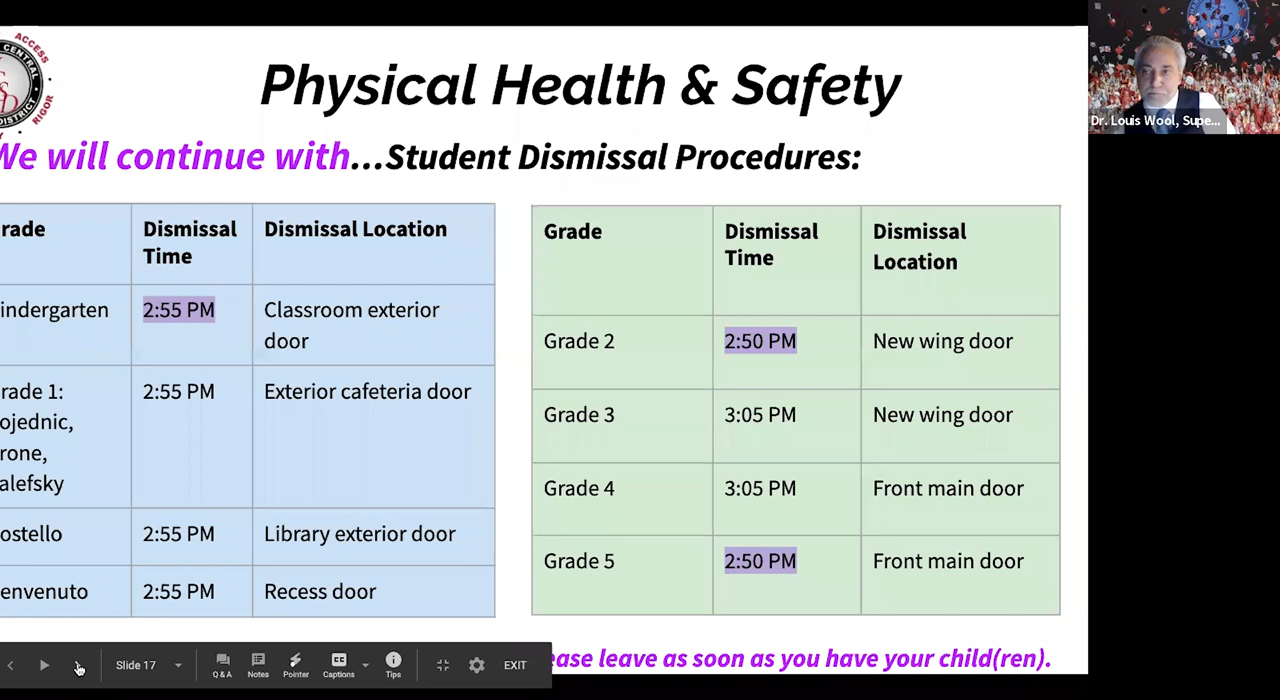 ACCESS
CENTRAL
DISTRICT
RIGOR
Physical Health & Safety
We will continue with...Student Dismissal Procedures:
rade
Dismissal
Time
Dismissal Location
indergarten
2:55 PM
Classroom exterior
door
rade 1:
ojednic,
rone,
alefsky
2:55 PM
Exterior cafeteria door
ostello
2:55 PM
Library exterior door
envenuto
2:55 PM
Recess door
Grade
Dismissal
Time
Dismissal
Location
Grade 2
2:50 PM
New wing door
Grade 3
3:05 PM
New wing door
Grade 4
3:05 PM
Front main door
Grade 5
2:50 PM
Front main door
ease leave as soon as you have your child(ren).
Slide 17
Q & A
Notes
Pointer
CC
Captions
Tips
EXIT
Dr. Louis Wool, Supe...